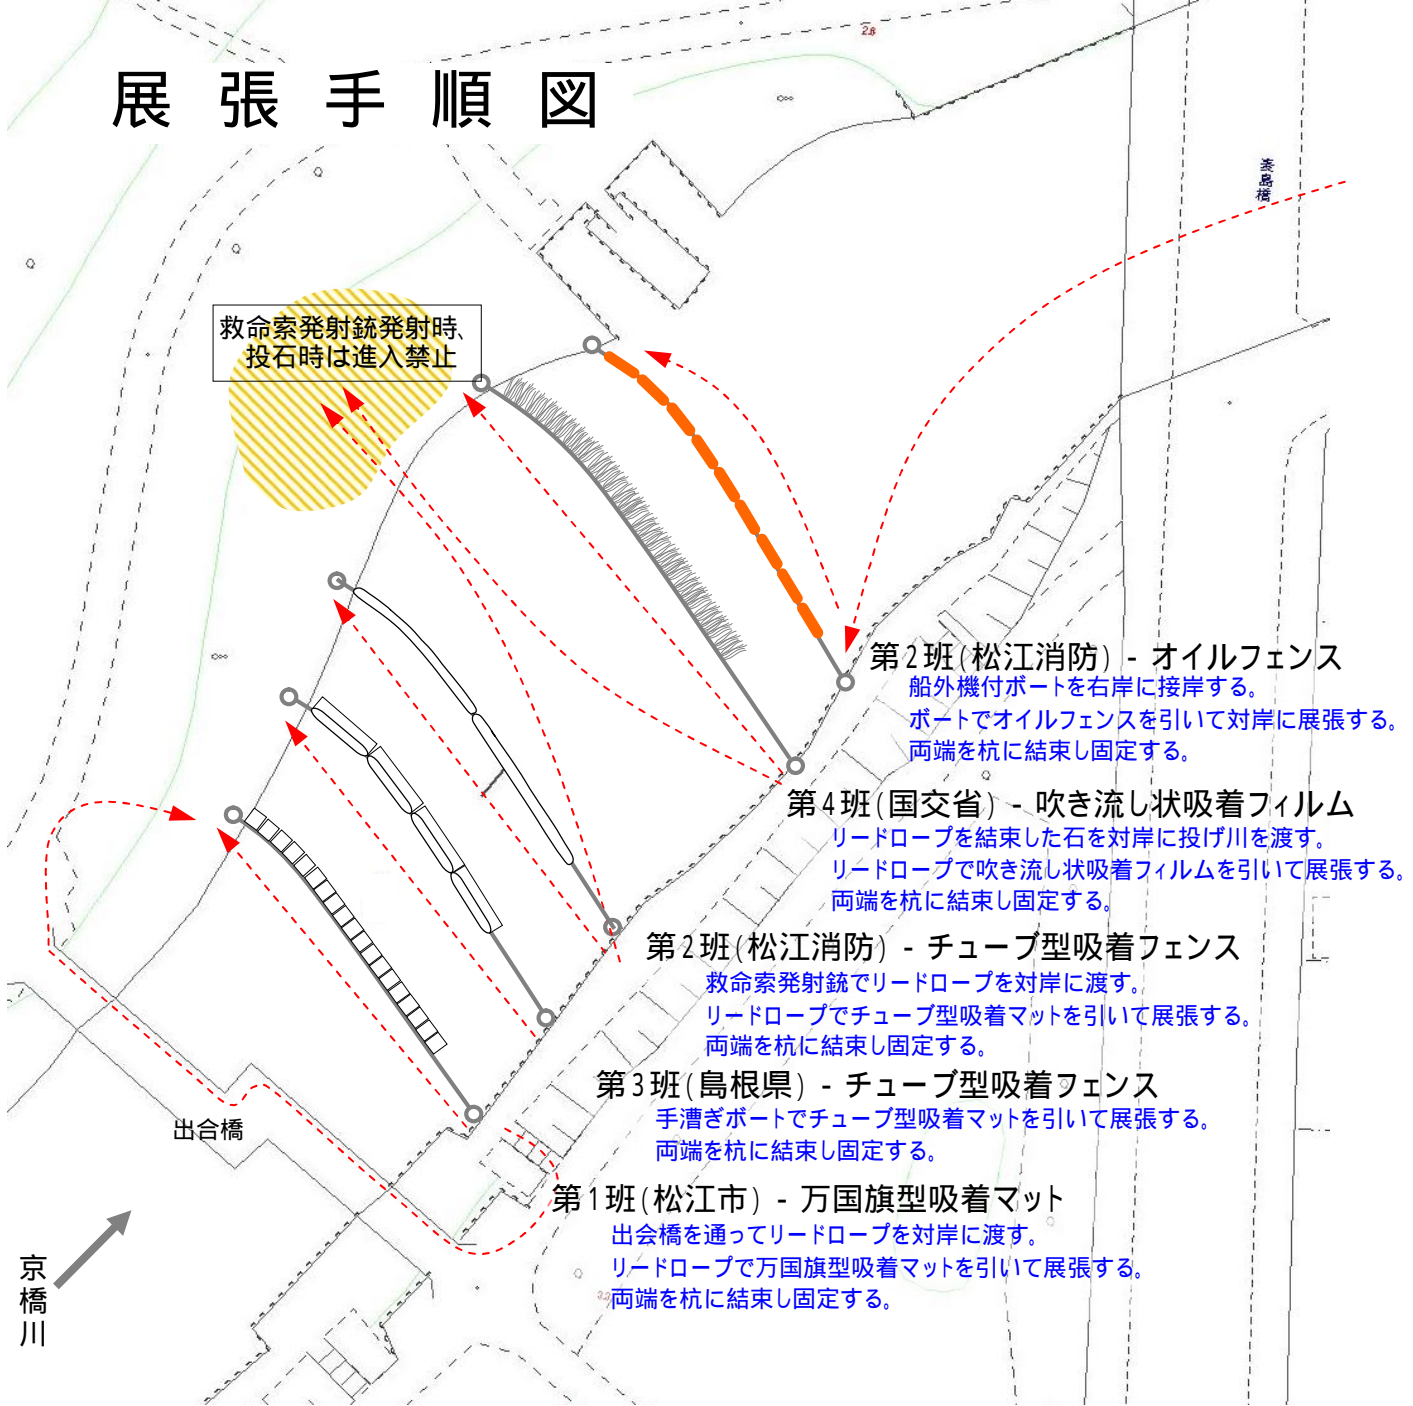 展張手順図
2.8
蓑島橋
救命索発射銃発射時、
投石時は進入禁止
第2班(松江消防) - オイルフェンス
船外機付ボートを右岸に接岸する。
ボートでオイルフェンスを引いて対岸に展張する。
両端を杭に結束し固定する。
第4班(国交省) - 吹き流し状吸着フィルム
リードロープを結束した石を対岸に投げ川を渡す。
リードロープで吹き流し状吸着フィルムを引いて展張する。
両端を杭に結束し固定する。
第2班(松江消防) - チューブ型吸着フェンス
救命索発射銃でリードロープを対岸に渡す。
リードロープでチューブ型吸着マットを引いて展張する。
両端を杭に結束し固定する。
第3班(島根県) - チューブ型吸着フェンス
手漕ぎボートでチューブ型吸着マットを引いて展張する。
両端を杭に結束し固定する。
第1班(松江市) - 万国旗型吸着マット
出会橋を通ってリードロープを対岸に渡す。
リードロープで万国旗型吸着マットを引いて展張する。
両端を杭に結束し固定する。
出合橋
京橋川